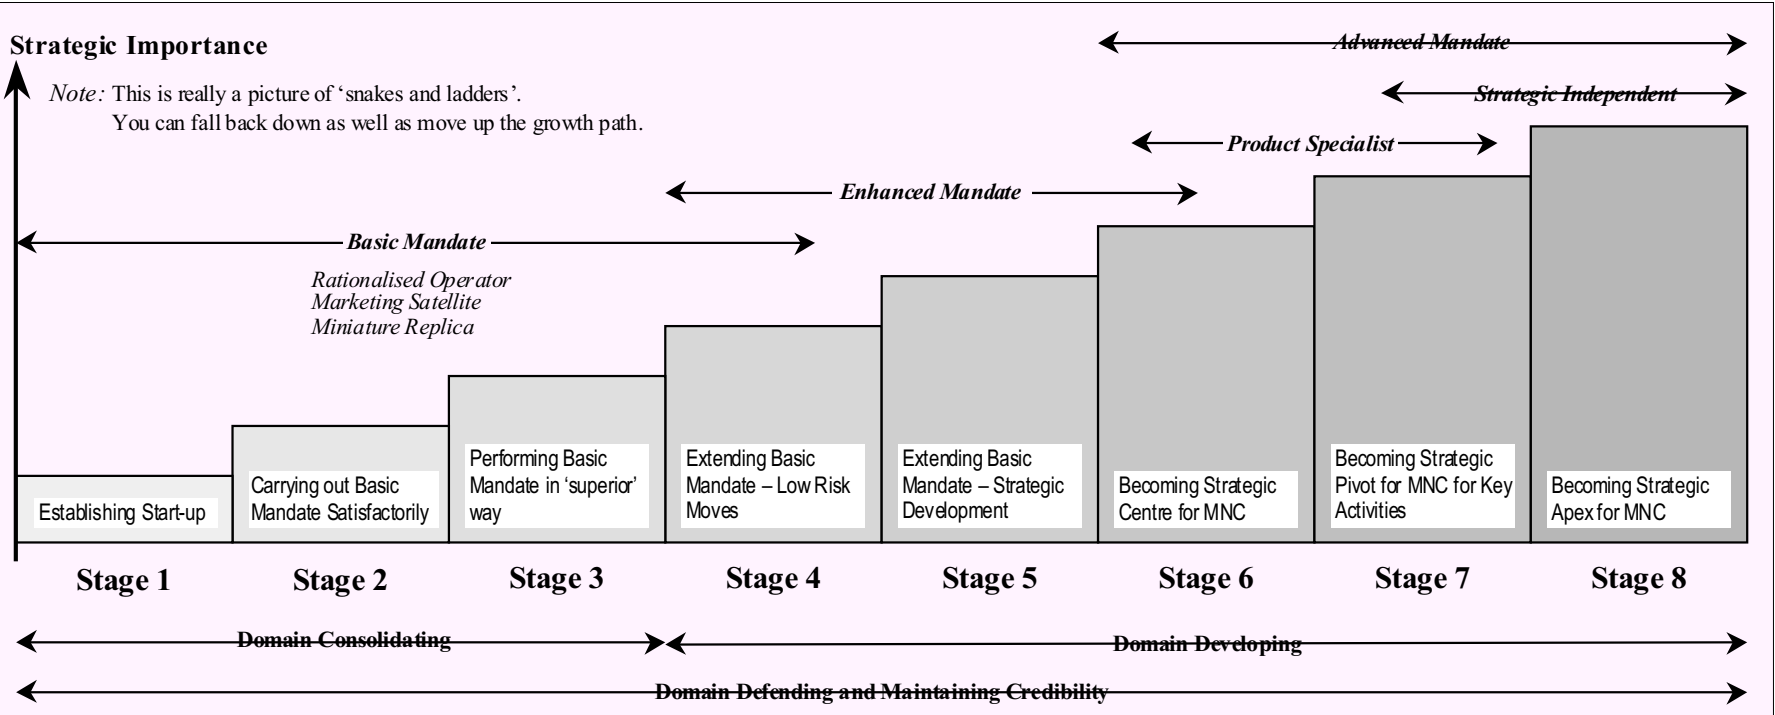 Strategic Importance
Advanced Mandate
Note: This is really a picture of ‘snakes and ladders’.
You can fall back down as well as move up the growth path.
Strategic Independent
Product Specialist
Enhanced Mandate
Basic Mandate
Rationalised Operator
Marketing Satellite
Miniature Replica
Establishing Start-up
Carrying out Basic
Mandate Satisfactorily
Performing Basic
Mandate in ‘superior’
way
Extending Basic
Mandate – Low Risk
Moves
Extending Basic
Mandate – Strategic
Development
Becoming Strategic
Centre for MNC
Becoming Strategic
Pivot for MNC for Key
Activities
Becoming Strategic
Apex for MNC
Stage 1
Stage 2
Stage 3
Stage 4
Stage 5
Stage 6
Stage 7
Stage 8
Domain Consolidating
Domain Developing
Domain Defending and Maintaining Credibility